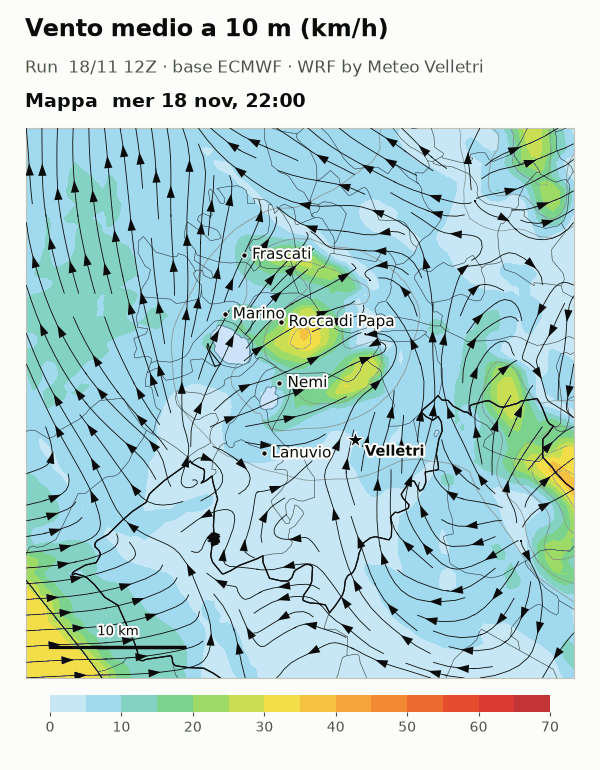 Vento medio a 10 m (km/h)
Run  18/11 12Z · base ECMWF · WRF by Meteo Velletri
Mappa  mer 18 nov, 22:00
Frascati
Marino
Rocca di Papa
Nemi
Lanuvio
Velletri
10 km
0 10 20 30 40 50 60 70